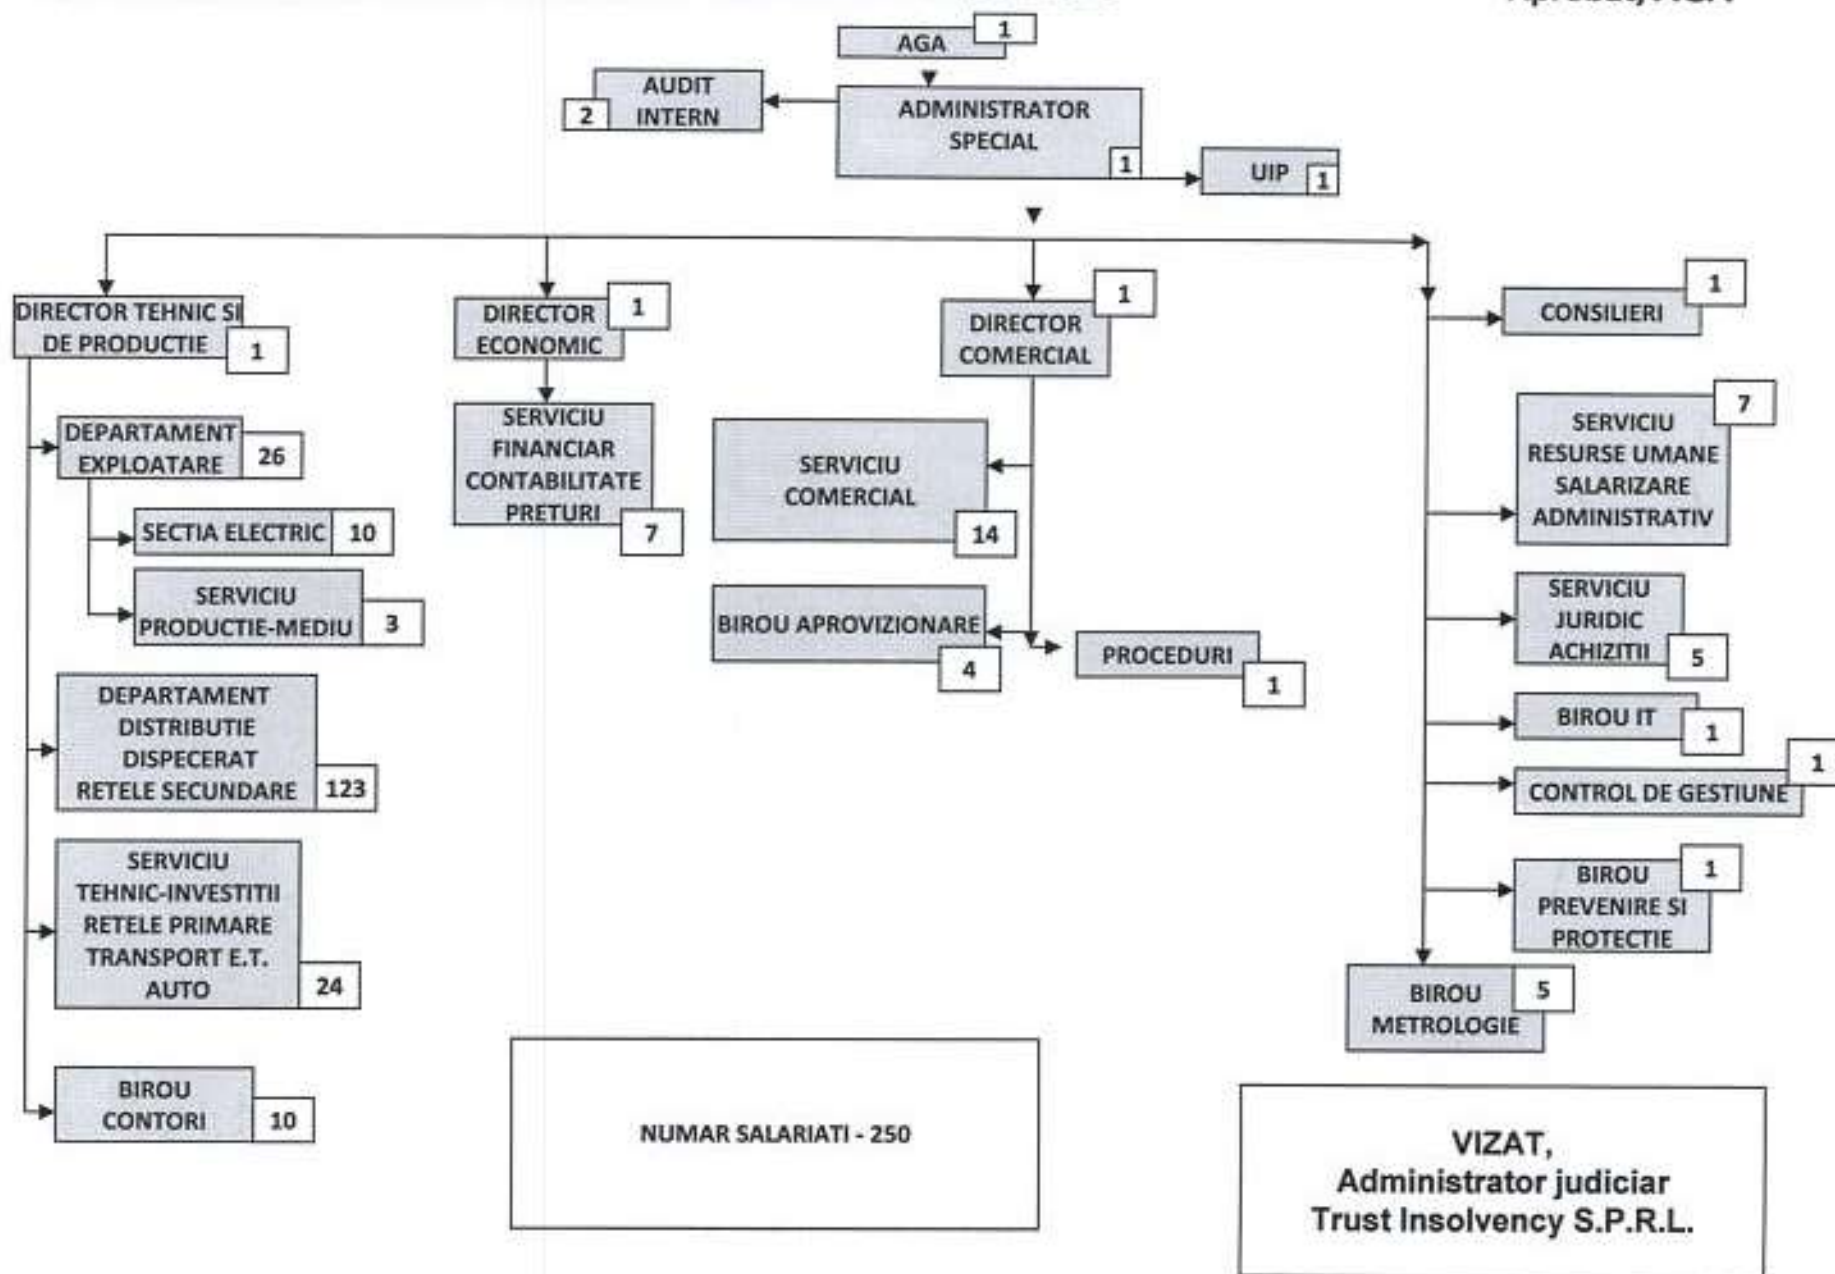 AGA
1
AUDIT
INTERN
2
ADMINISTRATOR
SPECIAL
1
UIP
1
DIRECTOR TEHNIC SI
DE PRODUCTIE
1
DEPARTAMENT
EXPLOATARE
26
SECTIA ELECTRIC
10
SERVICIU
PRODUCTIE-MEDIU
3
DEPARTAMENT
DISTRIBUTIE
DISPECERAT
RETELE SECUNDARE
123
SERVICIU
TEHNIC-INVESTITII
RETELE PRIMARE
TRANSPORT E.T.
AUTO
24
BIROU
CONTORI
10
DIRECTOR
ECONOMIC
1
SERVICIU
FINANCIAR
CONTABILITATE
PRETURI
7
DIRECTOR
COMERCIAL
1
SERVICIU
COMERCIAL
14
BIROU APROVIZIONARE
4
PROCEDURI
1
CONSILIERI
1
SERVICIU
RESURSE UMANE
SALARIZARE
ADMINISTRATIV
7
SERVICIU
JURIDIC
ACHIZITII
5
BIROU IT
1
CONTROL DE GESTIUNE
1
BIROU
PREVENIRE SI
PROTECTIE
1
BIROU
METROLOGIE
5
NUMAR SALARIATI - 250
VIZAT,
Administrator judiciar
Trust Insolvency S.P.R.L.